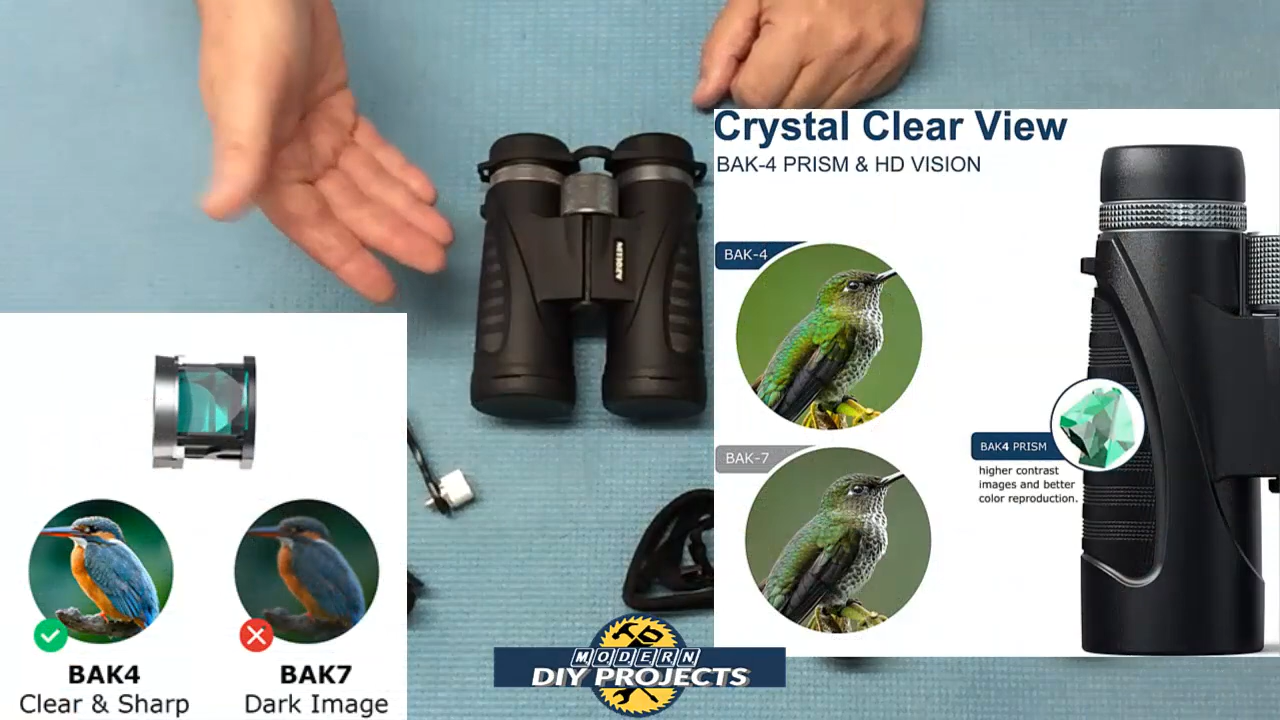 Crystal Clear View
BAK-4 PRISM & HD VISION
BAK-4
BAK-7
BAK4 PRISM
higher contrast
images and better
color reproduction.
BAK4
Clear & Sharp
BAK7
Dark Image
MODERN
DIY PROJECTS